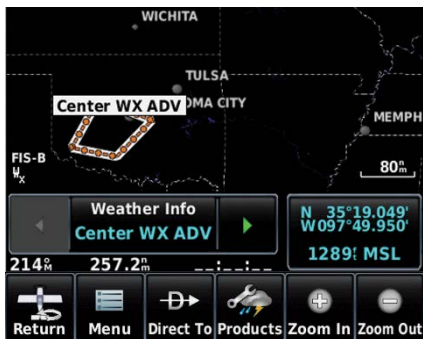 WICHITA
TULSA
Center WX ADV
OMA CITY
MEMPH
FIS-B
WX
80nm
Weather Info
Center WX ADV
N 35°19.049'
W097°49.950'
1289ft MSL
214°M 257.2nm __:__:__
Return Menu Direct To Products Zoom In Zoom Out